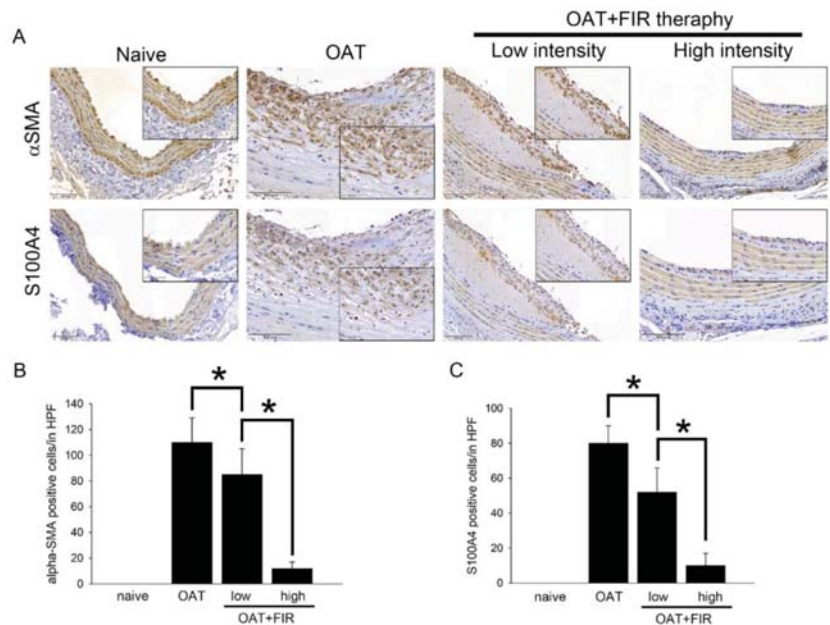 A
OAT+FIR theraphy
Naive
OAT
Low intensity
High intensity
αSMA
S100A4
B
alpha-SMA positive cells/in HPF
140
120
100
80
60
40
20
0
*
*
naive
OAT
low
high
OAT+FIR
C
S100A4 positive cells/in HPF
100
80
60
40
20
0
*
*
naive
OAT
low
high
OAT+FIR